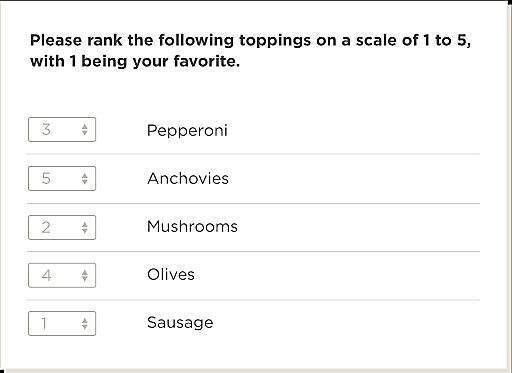 Please rank the following toppings on a scale of 1 to 5,
with 1 being your favorite.
3 Pepperoni
5 Anchovies
2 Mushrooms
4 Olives
1 Sausage